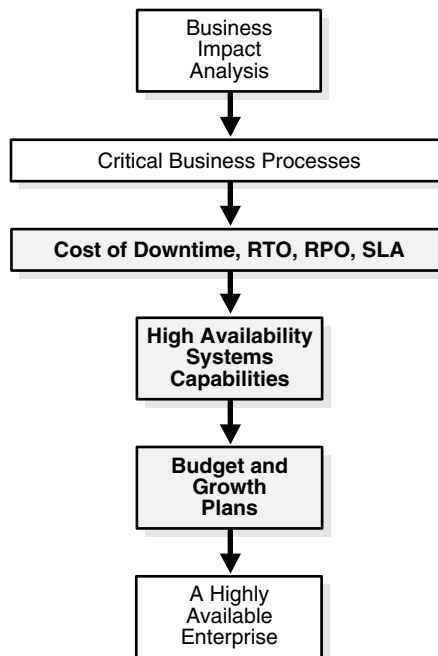 Business
Impact
Analysis
Critical Business Processes
Cost of Downtime, RTO, RPO, SLA
High Availability
Systems
Capabilities
Budget and
Growth
Plans
A Highly
Available
Enterprise